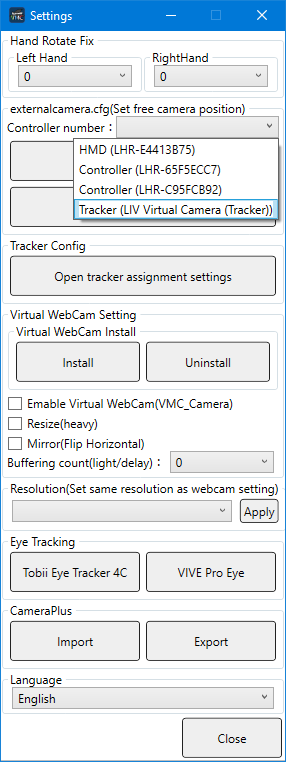 Settings
Hand Rotate Fix
Left Hand
RightHand
0
0
externalcamera.cfg(Set free camera position)
Controller number：
HMD (LHR-E4413B75)
Controller (LHR-65F5ECC7)
Controller (LHR-C95FCB92)
Tracker (LIV Virtual Camera (Tracker))
Tracker Config
Open tracker assignment settings
Virtual WebCam Setting
Virtual WebCam Install
Install
Uninstall
Enable Virtual WebCam(VMC_Camera)
Resize(heavy)
Mirror(Flip Horizontal)
Buffering count(light/delay)：
0
Resolution(Set same resolution as webcam setting)
Apply
Eye Tracking
Tobii Eye Tracker 4C
VIVE Pro Eye
CameraPlus
Import
Export
Language
English
Close